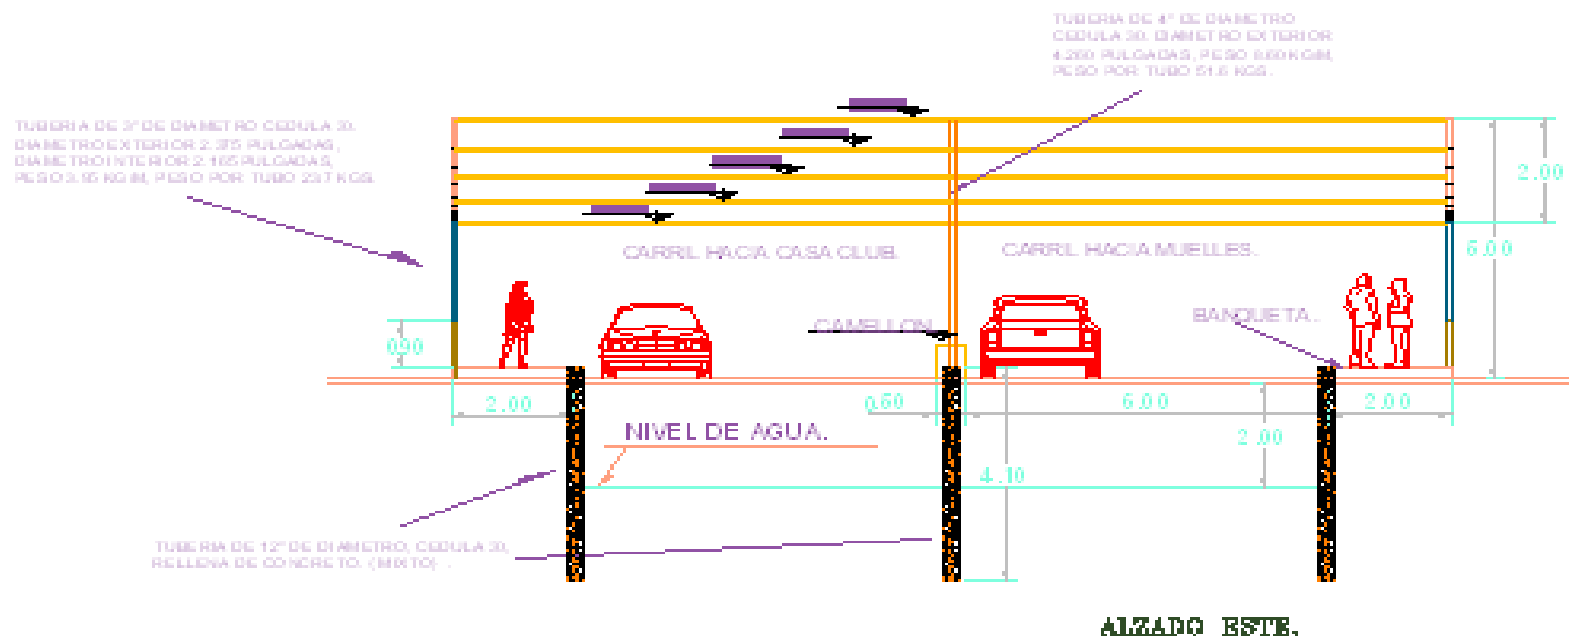 TUBERIA DE 4" DE DIAMETRO
CEDULA 30. DIAMETRO EXTERIOR
4.250 PULGADAS, PESO 8.60 KG/M,
PESO POR TUBO 51.6 KGS.
TUBERIA DE 3" DE DIAMETRO CEDULA 30.
DIAMETRO EXTERIOR 2.375 PULGADAS,
DIAMETRO INTERIOR 2.165 PULGADAS,
PESO 3.95 KG/M, PESO POR TUBO 23.7 KGS.
2.00
CARRIL HACIA CASA CLUB.
CARRIL HACIA MUELLES.
5.00
CAMELLON.
BANQUETA.
0.90
2.00
0.50
6.00
2.00
NIVEL DE AGUA.
2.00
4.10
TUBERIA DE 12" DE DIAMETRO, CEDULA 30,
RELLENA DE CONCRETO. (MIXTO) .
ALZADO ESTE.